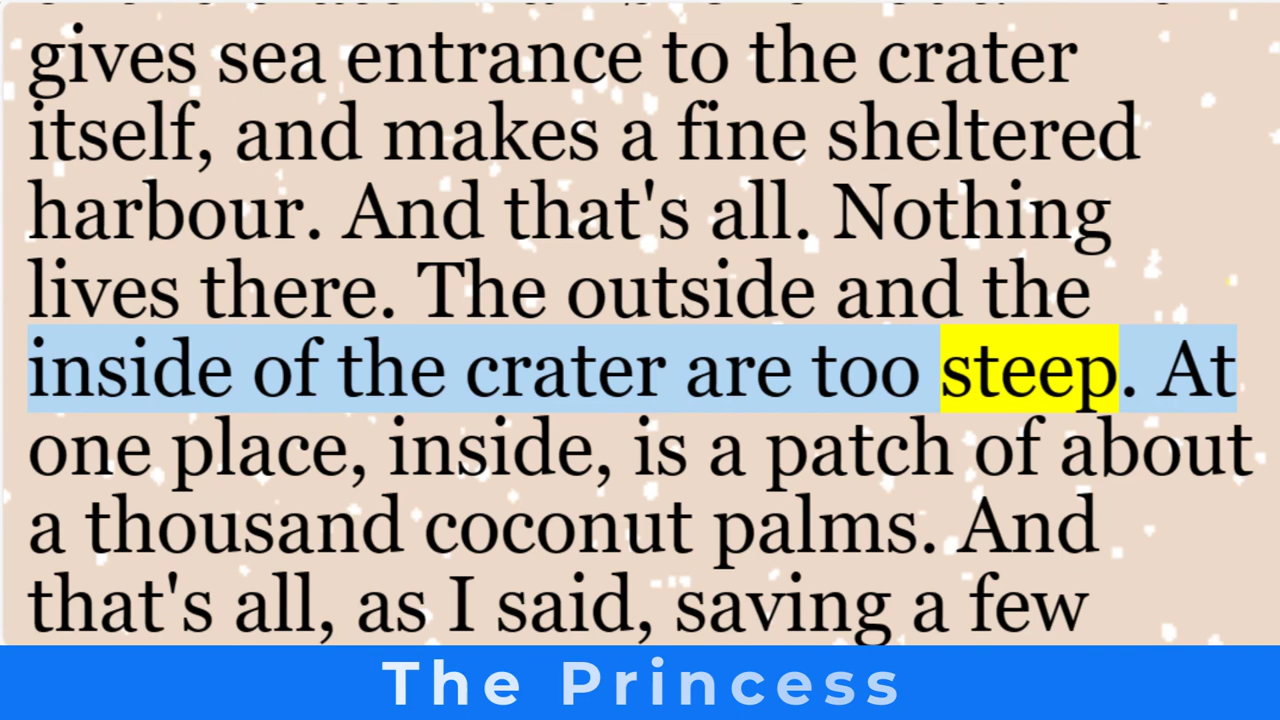 gives sea entrance to the crater
itself, and makes a fine sheltered
harbour. And that's all. Nothing
lives there. The outside and the
inside of the crater are too steep. At
one place, inside, is a patch of about
a thousand coconut palms. And
that's all, as I said, saving a few
The Princess